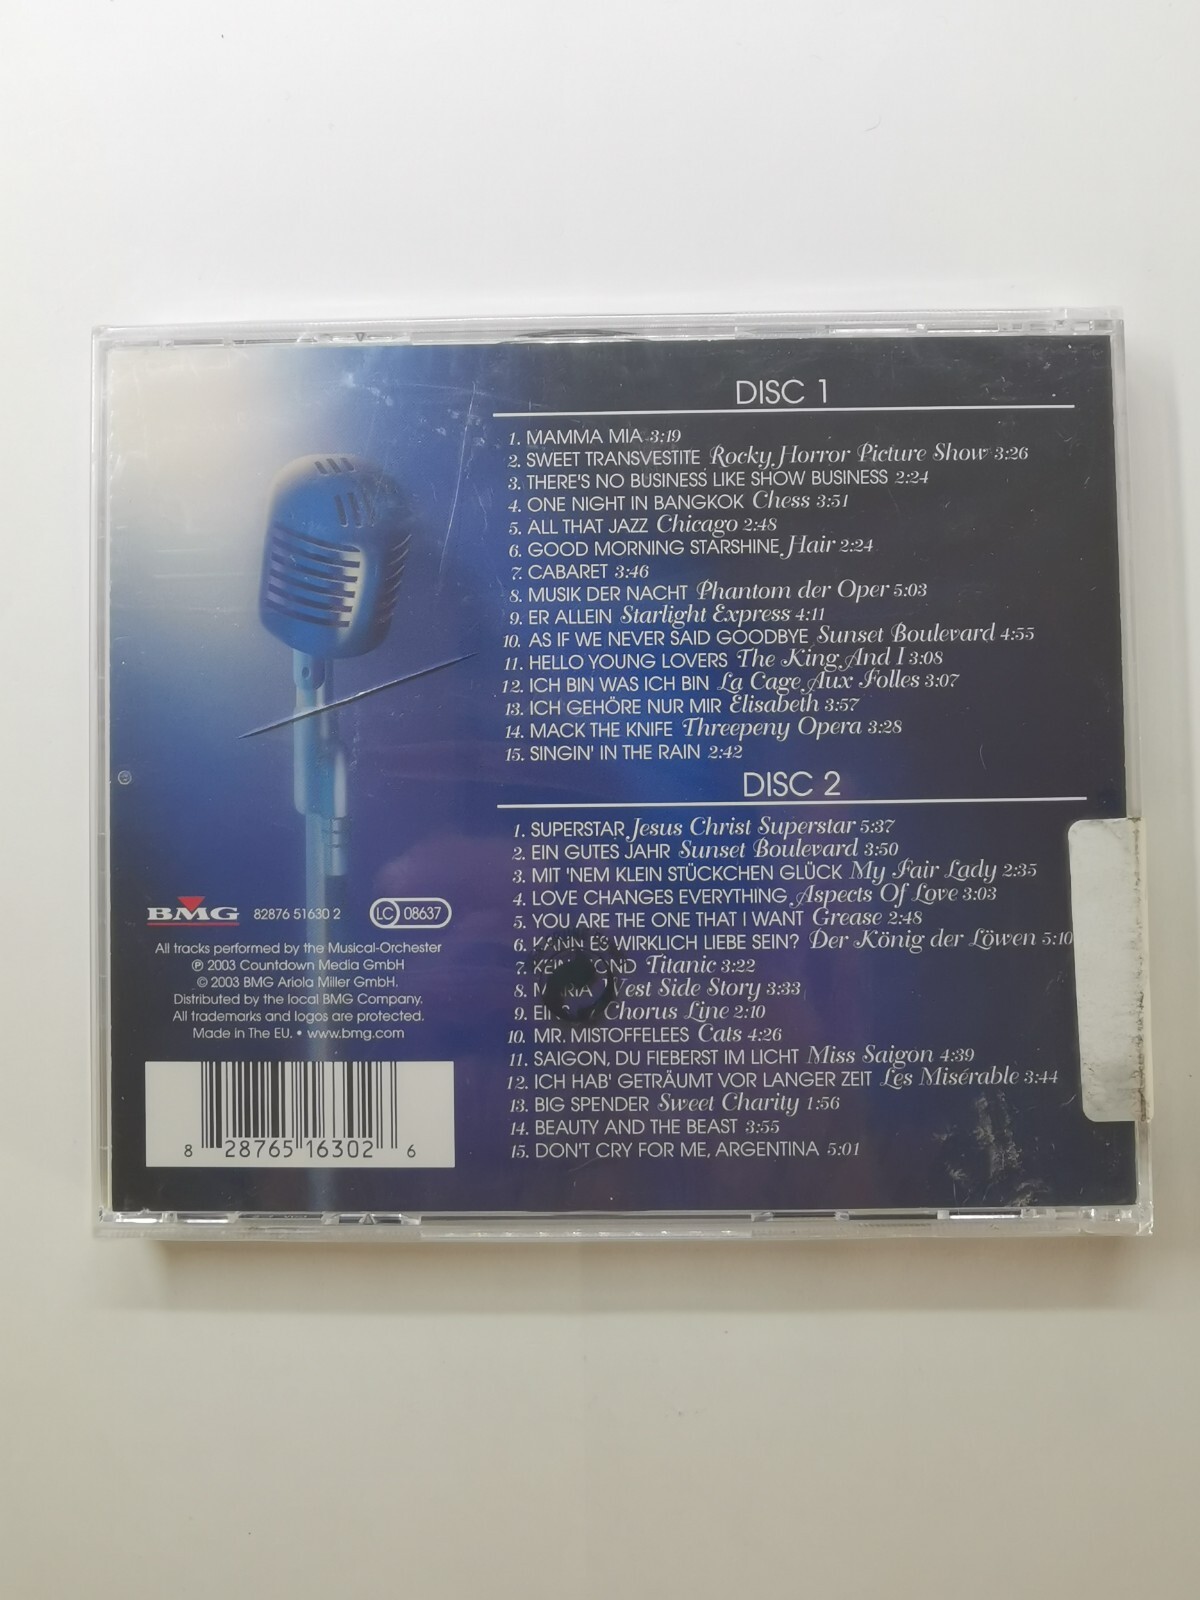 DISC 1
1. MAMMA MIA 3:19
2. SWEET TRANSVESTITE Rocky Horror Picture Show 3:26
3. THERE'S NO BUSINESS LIKE SHOW BUSINESS 2:24
4. ONE NIGHT IN BANGKOK Chess 3:51
5. ALL THAT JAZZ Chicago 2:48
6. GOOD MORNING STARSHINE Hair 2:24
7. CABARET 3:46
8. MUSIK DER NACHT Phantom der Oper 5:03
9. ER ALLEIN Starlight Express 4:11
10. AS IF WE NEVER SAID GOODBYE Sunset Boulevard 4:55
11. HELLO YOUNG LOVERS The King And I 3:08
12. ICH BIN WAS ICH BIN La Cage Aux Folles 3:07
13. ICH GEHÖRE NUR MIR Elisabeth 3:57
14. MACK THE KNIFE Threepeny Opera 3:28
15. SINGIN' IN THE RAIN 2:42
DISC 2
1. SUPERSTAR Jesus Christ Superstar 5:37
2. EIN GUTES JAHR Sunset Boulevard 3:50
3. MIT 'NEM KLEIN STÜCKCHEN GLÜCK My Fair Lady 2:35
4. LOVE CHANGES EVERYTHING Aspects Of Love 3:03
5. YOU ARE THE ONE THAT I WANT Grease 2:48
6. KANN ES WIRKLICH LIEBE SEIN? Der König der Löwen 5:10
7. Titanic 3:22
8. MARIA West Side Story 3:33
9. Chorus Line 2:10
10. MR. MISTOFFELEES Cats 4:26
11. SAIGON, DU FIEBERST IM LICHT Miss Saigon 4:39
12. ICH HAB' GETRÄUMT VOR LANGER ZEIT Les Misérable 3:44
13. BIG SPENDER Sweet Charity 1:56
14. BEAUTY AND THE BEAST 3:55
15. DON'T CRY FOR ME, ARGENTINA 5:01
BMG 82876 51630 2 LC 08637
All tracks performed by the Musical-Orchester
℗ 2003 Countdown Media GmbH
© 2003 BMG Ariola Miller GmbH.
Distributed by the local BMG Company.
All trademarks and logos are protected.
Made in The EU. • www.bmg.com
8 28765 16302 6